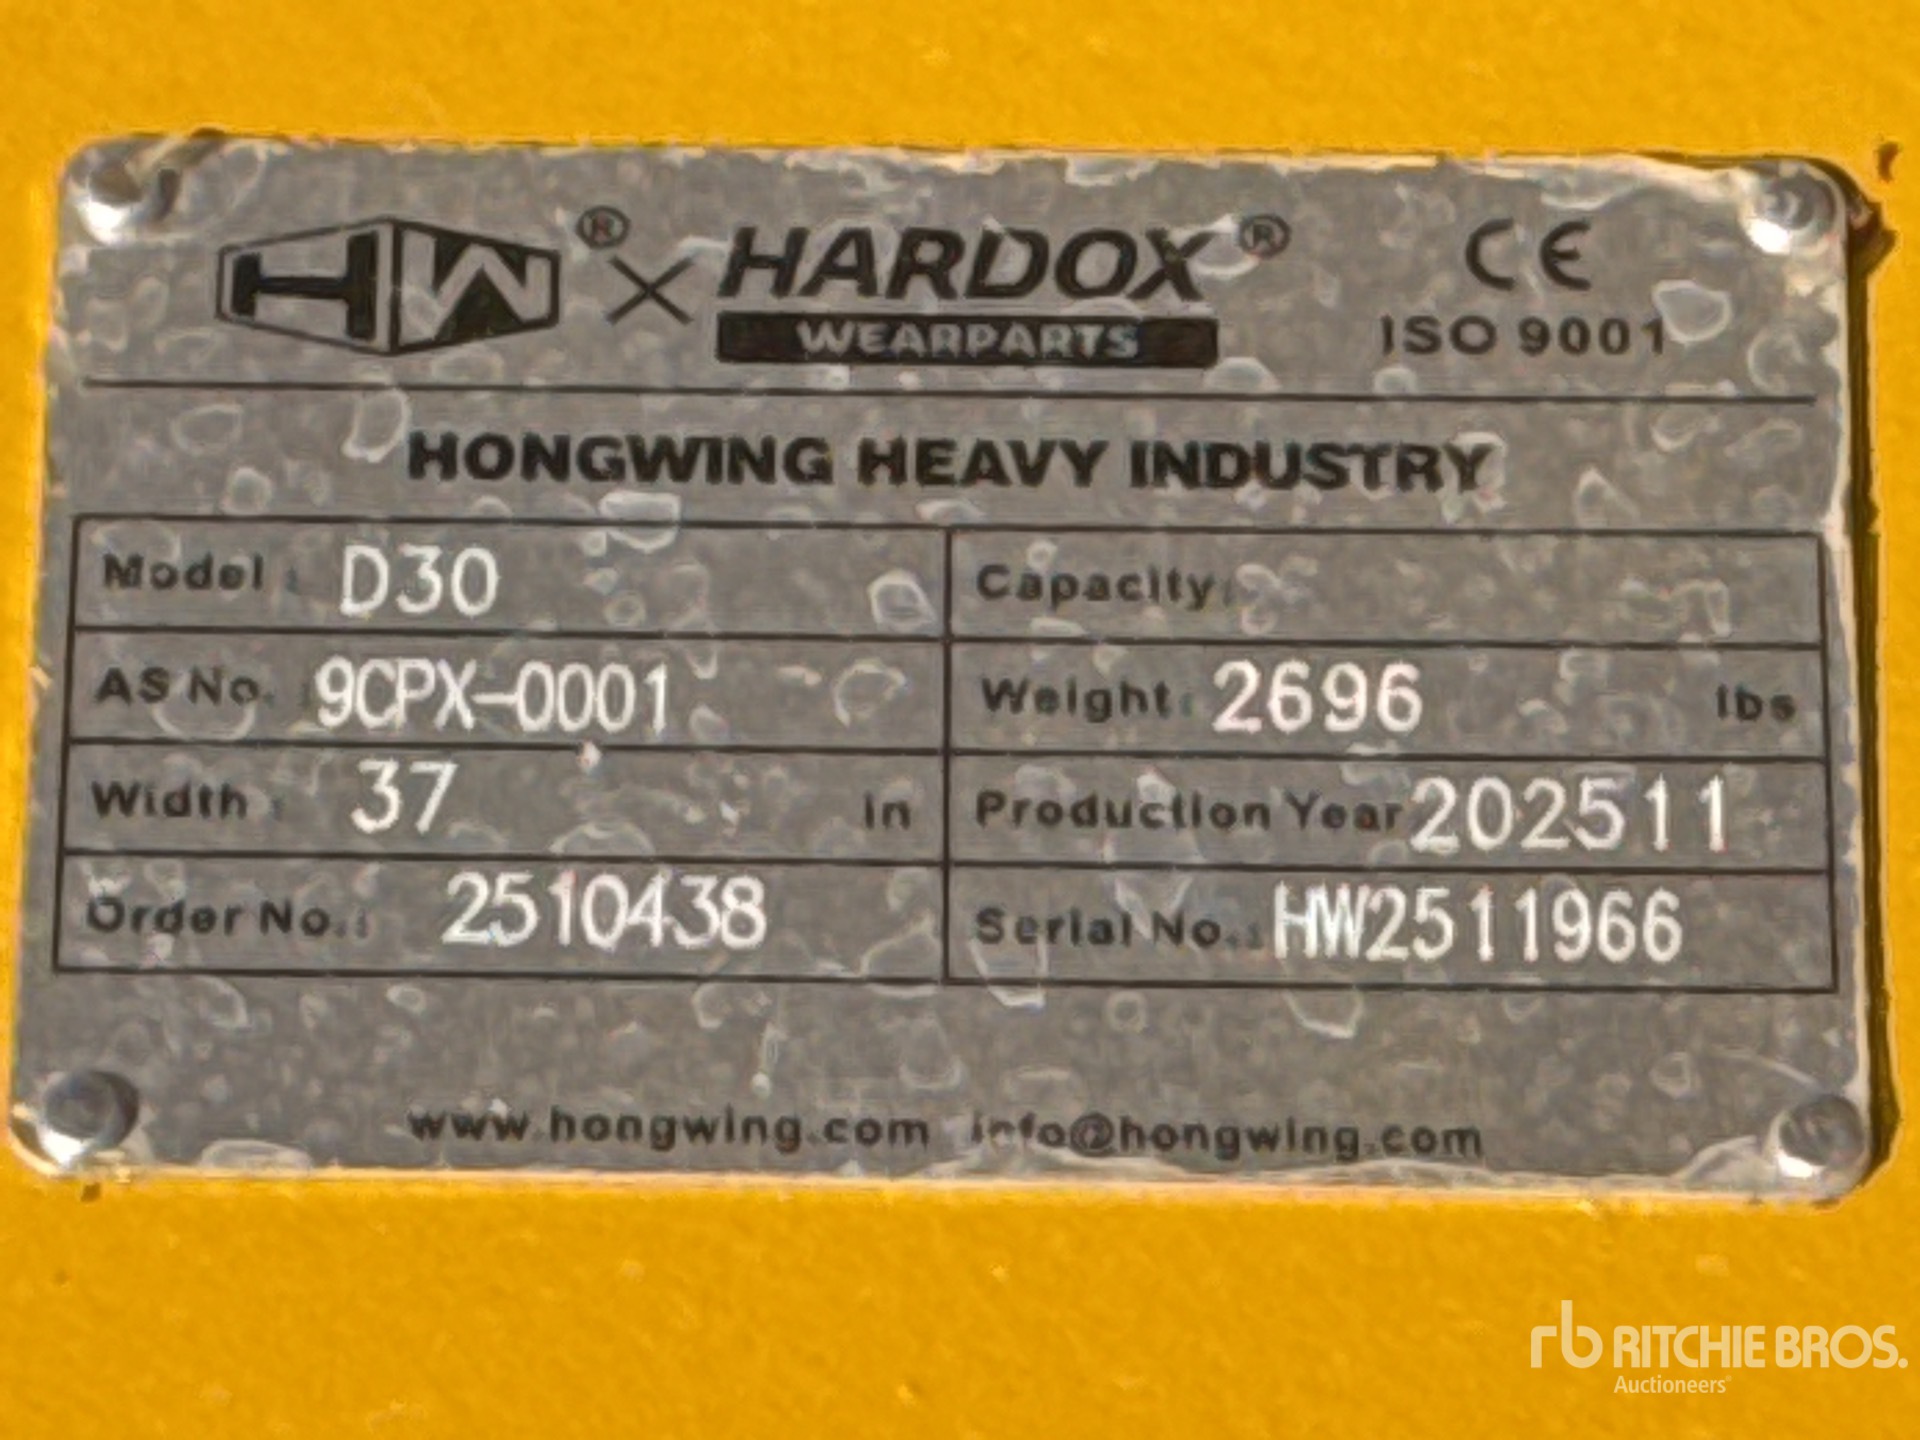 HW® × HARDOX® CE
WEARPARTS ISO 9001
HONGWING HEAVY INDUSTRY
Model : D30 Capacity:
AS No. : 9CPX-0001 Weight : 2696 lbs
Width : 37 in Production Year 202511
Order No. : 2510438 Serial No. : HW2511966
www.hongwing.com info@hongwing.com
rb RITCHIE BROS.
Auctioneers